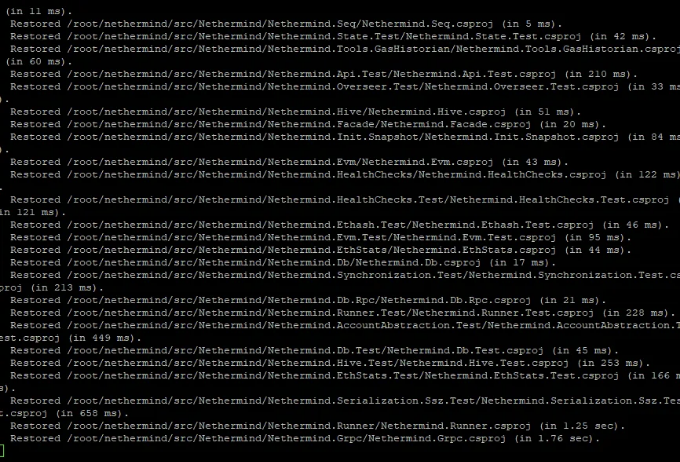 (in 11 ms).
Restored /root/nethermind/src/Nethermind/Nethermind.Seq/Nethermind.Seq.csproj (in 5 ms).
Restored /root/nethermind/src/Nethermind/Nethermind.State.Test/Nethermind.State.Test.csproj (in 42 ms).
Restored /root/nethermind/src/Nethermind/Nethermind.Tools.GasHistorian/Nethermind.Tools.GasHistorian.csproj
(in 60 ms).
Restored /root/nethermind/src/Nethermind/Nethermind.Api.Test/Nethermind.Api.Test.csproj (in 210 ms).
Restored /root/nethermind/src/Nethermind/Nethermind.Overseer.Test/Nethermind.Overseer.Test.csproj (in 33 ms
).
Restored /root/nethermind/src/Nethermind/Nethermind.Hive/Nethermind.Hive.csproj (in 51 ms).
Restored /root/nethermind/src/Nethermind/Nethermind.Facade/Nethermind.Facade.csproj (in 20 ms).
Restored /root/nethermind/src/Nethermind/Nethermind.Init.Snapshot/Nethermind.Init.Snapshot.csproj (in 84 ms
).
Restored /root/nethermind/src/Nethermind/Nethermind.Evm/Nethermind.Evm.csproj (in 43 ms).
Restored /root/nethermind/src/Nethermind/Nethermind.HealthChecks/Nethermind.HealthChecks.csproj (in 122 ms)
.
Restored /root/nethermind/src/Nethermind/Nethermind.HealthChecks.Test/Nethermind.HealthChecks.Test.csproj (
in 121 ms).
Restored /root/nethermind/src/Nethermind/Nethermind.Ethash.Test/Nethermind.Ethash.Test.csproj (in 46 ms).
Restored /root/nethermind/src/Nethermind/Nethermind.Evm.Test/Nethermind.Evm.Test.csproj (in 95 ms).
Restored /root/nethermind/src/Nethermind/Nethermind.EthStats/Nethermind.EthStats.csproj (in 44 ms).
Restored /root/nethermind/src/Nethermind/Nethermind.Db/Nethermind.Db.csproj (in 17 ms).
Restored /root/nethermind/src/Nethermind/Nethermind.Synchronization.Test/Nethermind.Synchronization.Test.cs
proj (in 213 ms).
Restored /root/nethermind/src/Nethermind/Nethermind.Db.Rpc/Nethermind.Db.Rpc.csproj (in 21 ms).
Restored /root/nethermind/src/Nethermind/Nethermind.Runner.Test/Nethermind.Runner.Test.csproj (in 228 ms).
Restored /root/nethermind/src/Nethermind/Nethermind.AccountAbstraction.Test/Nethermind.AccountAbstraction.T
est.csproj (in 449 ms).
Restored /root/nethermind/src/Nethermind/Nethermind.Db.Test/Nethermind.Db.Test.csproj (in 45 ms).
Restored /root/nethermind/src/Nethermind/Nethermind.Hive.Test/Nethermind.Hive.Test.csproj (in 253 ms).
Restored /root/nethermind/src/Nethermind/Nethermind.EthStats.Test/Nethermind.EthStats.Test.csproj (in 166 m
s).
Restored /root/nethermind/src/Nethermind/Nethermind.Serialization.Ssz.Test/Nethermind.Serialization.Ssz.Tes
t.csproj (in 658 ms).
Restored /root/nethermind/src/Nethermind/Nethermind.Runner/Nethermind.Runner.csproj (in 1.25 sec).
Restored /root/nethermind/src/Nethermind/Nethermind.Grpc/Nethermind.Grpc.csproj (in 1.76 sec).